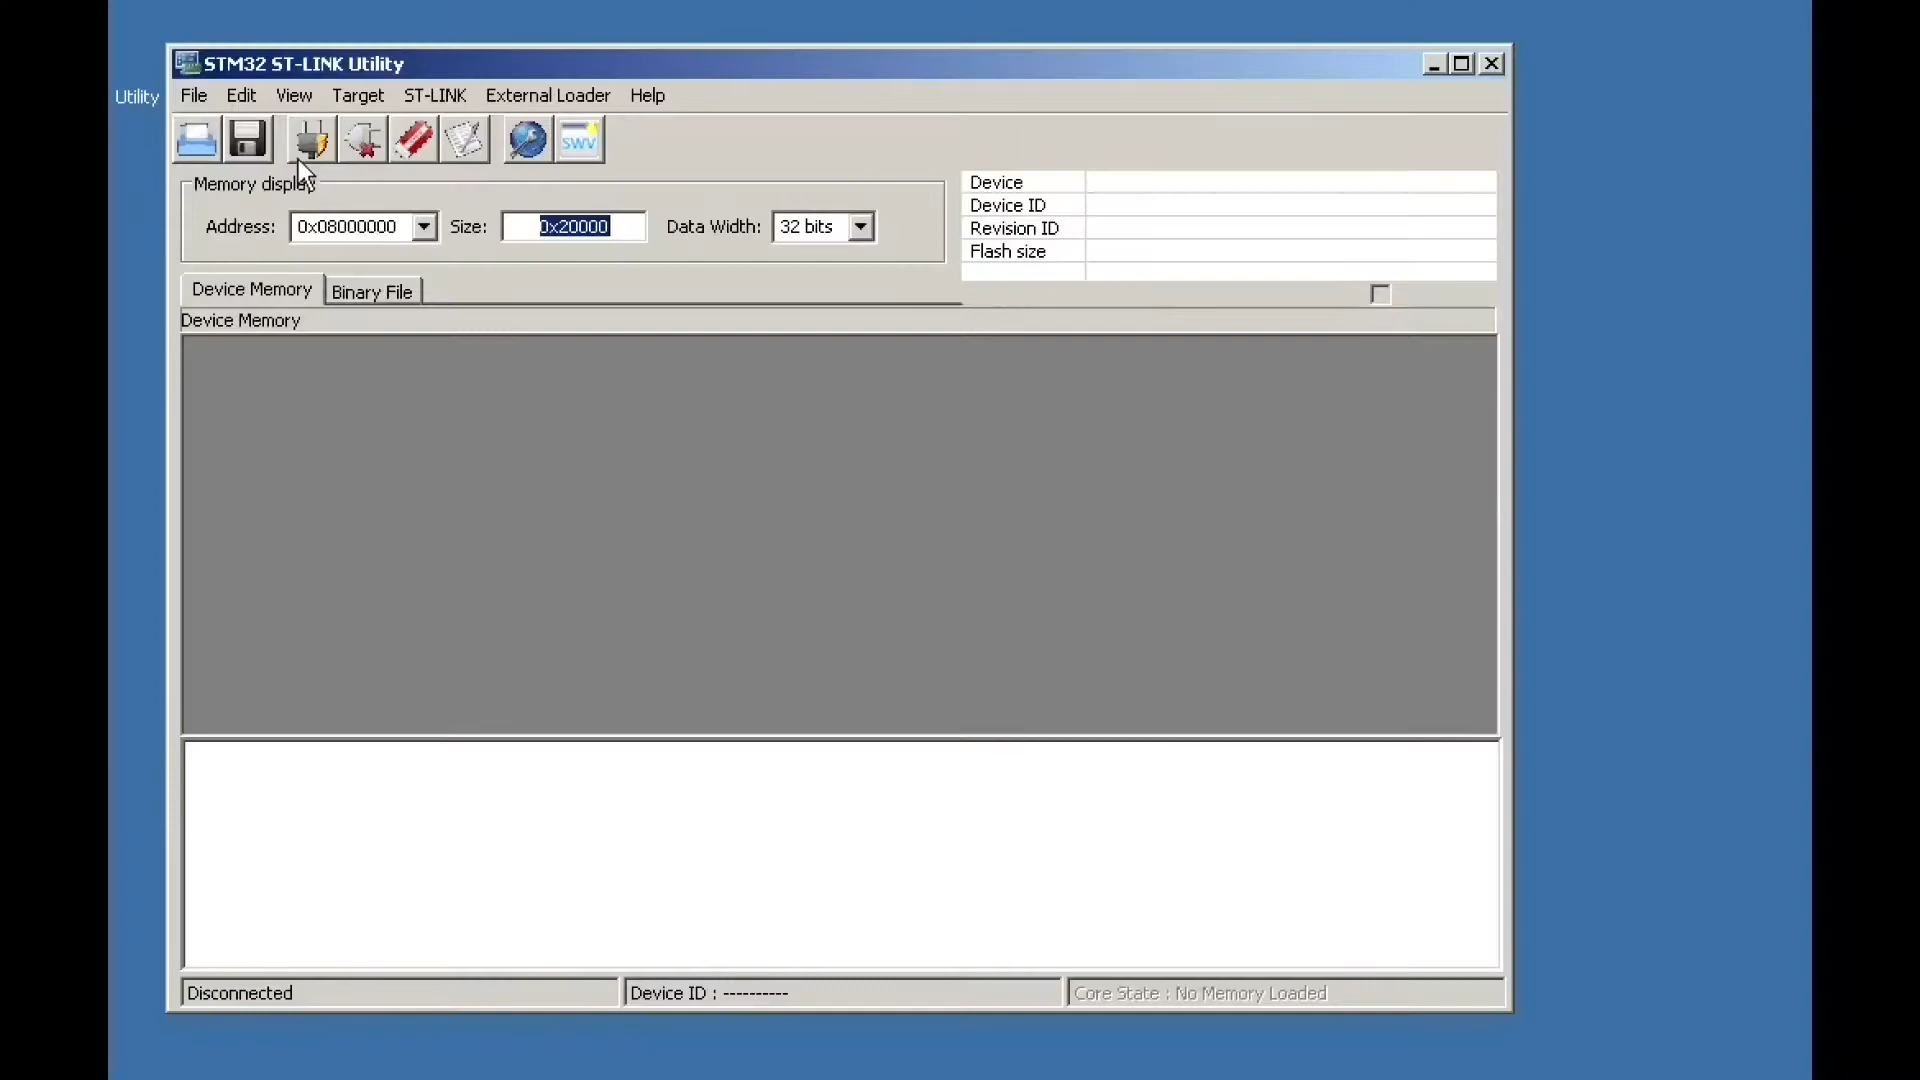 STM32 ST-LINK Utility
Utility
File Edit View Target ST-LINK External Loader Help
SWV
Memory display
Address: 0x08000000 Size: 0x20000 Data Width: 32 bits
Device
Device ID
Revision ID
Flash size
Device Memory Binary File
Device Memory
Disconnected Device ID : ---------- Core State : No Memory Loaded